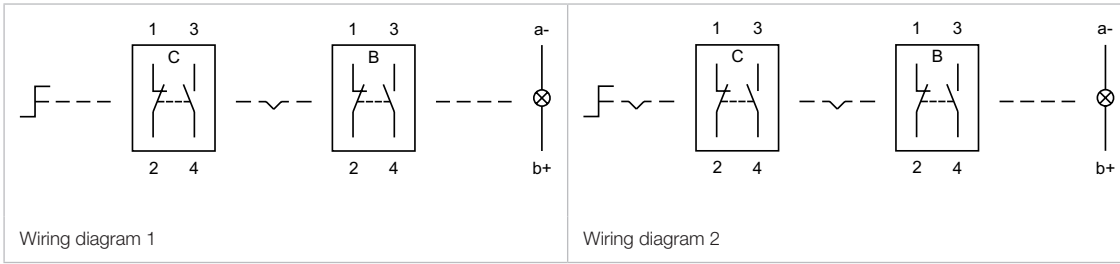 1 3 1 3 a-
C B
2 4 2 4 b+
Wiring diagram 1
1 3 1 3 a-
C B
2 4 2 4 b+
Wiring diagram 2